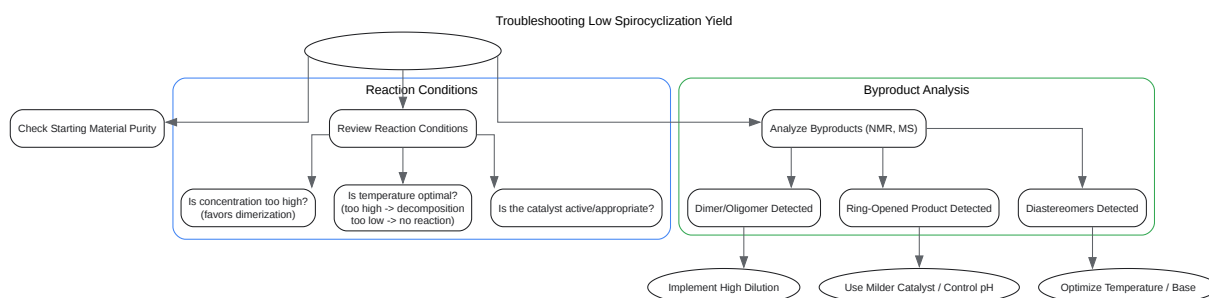 Troubleshooting Low Spirocyclization Yield
Reaction Conditions
Byproduct Analysis
Check Starting Material Purity
Review Reaction Conditions
Analyze Byproducts (NMR, MS)
Is concentration too high?
(favors dimerization)
Is temperature optimal?
(too high -> decomposition
too low -> no reaction)
Is the catalyst active/appropriate?
Dimer/Oligomer Detected
Ring-Opened Product Detected
Diastereomers Detected
Implement High Dilution
Use Milder Catalyst / Control pH
Optimize Temperature / Base